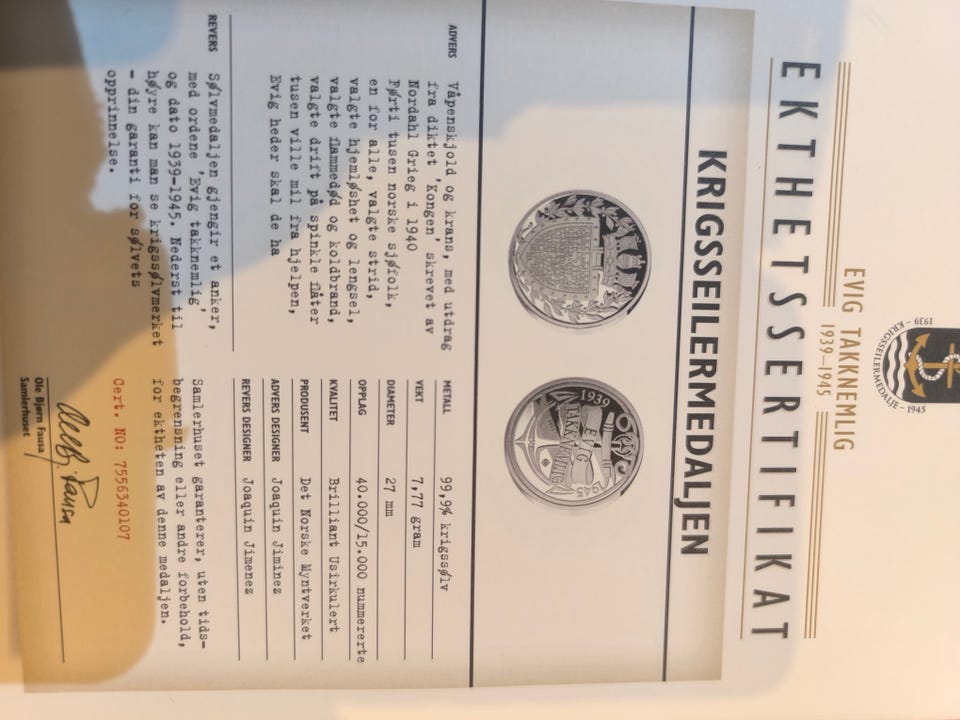 1939 - KRIGSSEILERMEDALJE - 1945
EVIG TAKKNEMLIG
1939–1945
EKTHETSSERTIFIKAT
KRIGSSEILERMEDALJEN
1939
EVIG
TAKKNEMLIG
1945
ADVERS
Våpenskjold og krans, med utdrag
fra diktet 'Kongen' skrevet av
Nordahl Grieg i 1940
Førti tusen norske sjøfolk,
en for alle, valgte strid,
valgte hjemløshet og lengsel,
valgte flammedød og koldbrand,
valgte drift på spinkle flåter
tusen ville mil fra hjelpen,
Evig heder skal de ha
REVERS
Sølvmedaljen gjengir et anker,
med ordene 'Evig takknemlig'
og dato 1939-1945. Nederst til
høyre kan man se krigssølvmerket
- din garanti for sølvets
opprinnelse.
METALL 99,9% krigssølv
VEKT 7,77 gram
DIAMETER 27 mm
OPPLAG 40.000/15.000 nummererte
KVALITET Brilliant Usirkulert
PRODUSENT Det Norske Myntverket
ADVERS DESIGNER Joaquin Jiminez
REVERS DESIGNER Joaquin Jimenez
Samlerhuset garanterer, uten tids-
begrensning eller andre forbehold,
for ektheten av denne medaljen.
Cert. NO: 7556340107
Ole Bjørn Fausa
Samlerhuset